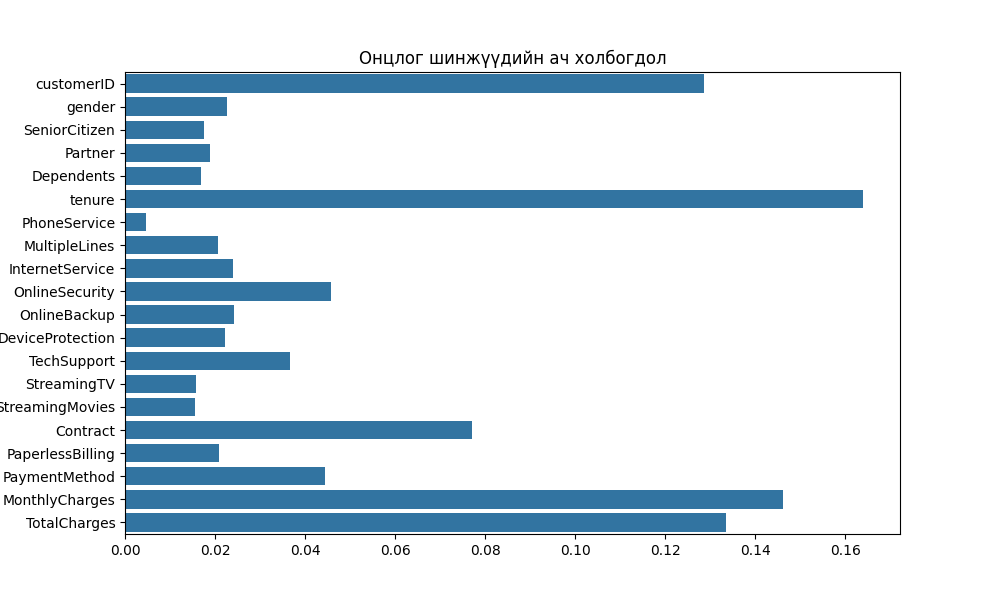 Онцлог шинжүүдийн ач холбогдол
customerID
gender
SeniorCitizen
Partner
Dependents
tenure
PhoneService
MultipleLines
InternetService
OnlineSecurity
OnlineBackup
DeviceProtection
TechSupport
StreamingTV
StreamingMovies
Contract
PaperlessBilling
PaymentMethod
MonthlyCharges
TotalCharges
0.00 0.02 0.04 0.06 0.08 0.10 0.12 0.14 0.16